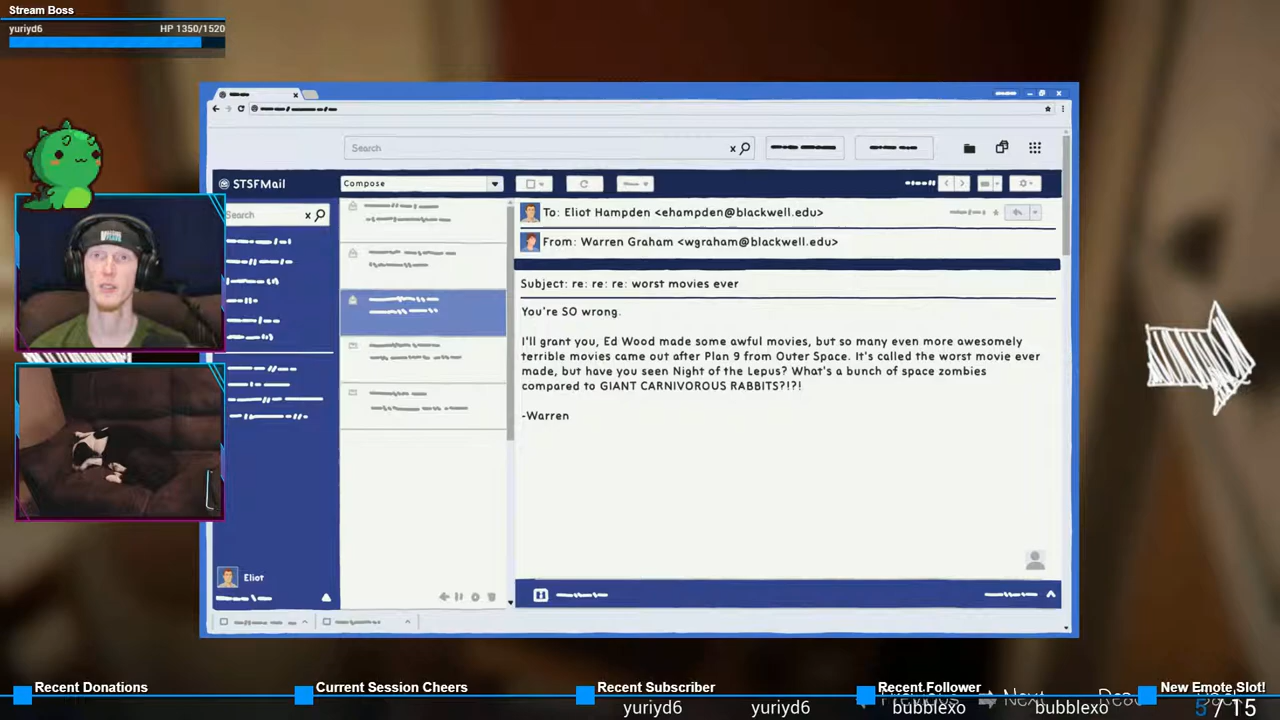 Stream Boss
yuriyd6
HP 1350/1520
Search
STSFMail
Compose
Search
To: Eliot Hampden <ehampden@blackwell.edu>
From: Warren Graham <wgraham@blackwell.edu>
Subject: re: re: re: worst movies ever
You're SO wrong.
I'll grant you, Ed Wood made some awful movies, but so many even more awesomely
terrible movies came out after Plan 9 from Outer Space. It's called the worst movie ever
made, but have you seen Night of the Lepus? What's a bunch of space zombies
compared to GIANT CARNIVOROUS RABBITS?!?!
-Warren
Eliot
Recent Donations
Current Session Cheers
Recent Subscriber
yuriyd6
yuriyd6
Recent Follower
bubblexo
bubblexo
Next
New Emote Slot!
5 / 15